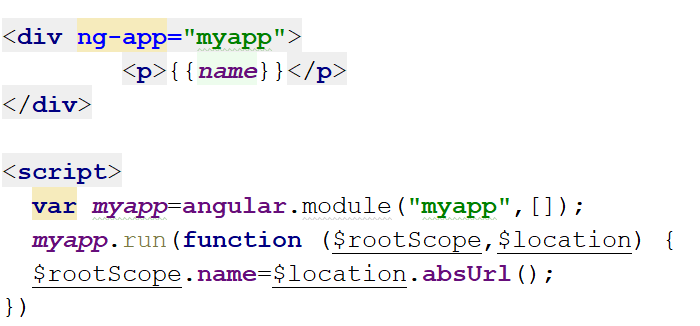 <div ng-app="myapp">
<p>{{name}}</p>
</div>
<script>
var myapp=angular.module("myapp",[]);
myapp.run(function ($rootScope,$location) {
$rootScope.name=$location.absUrl();
})